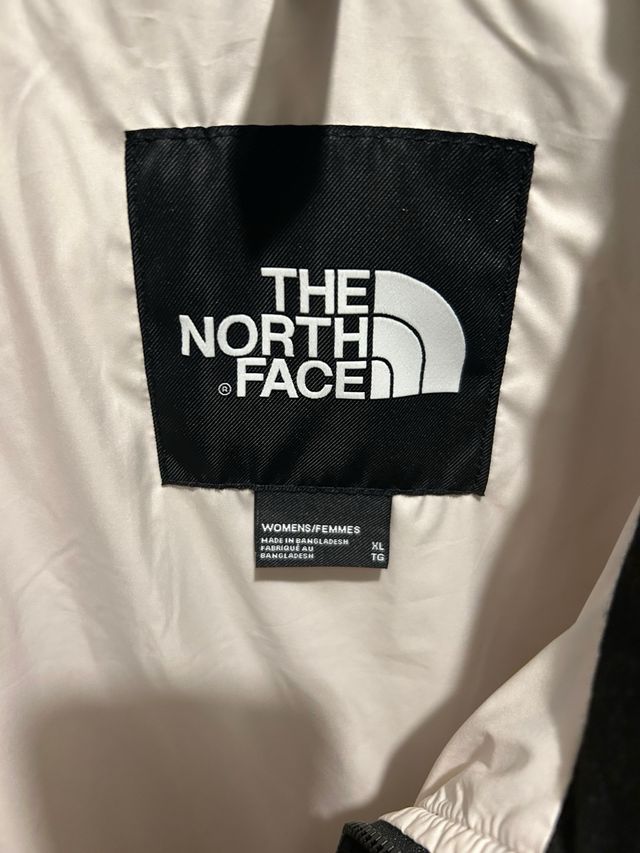 THE
NORTH
® FACE
WOMENS/FEMMES
MADE IN BANGLADESH
FABRIQUÉ AU
BANGLADESH
XL
TG